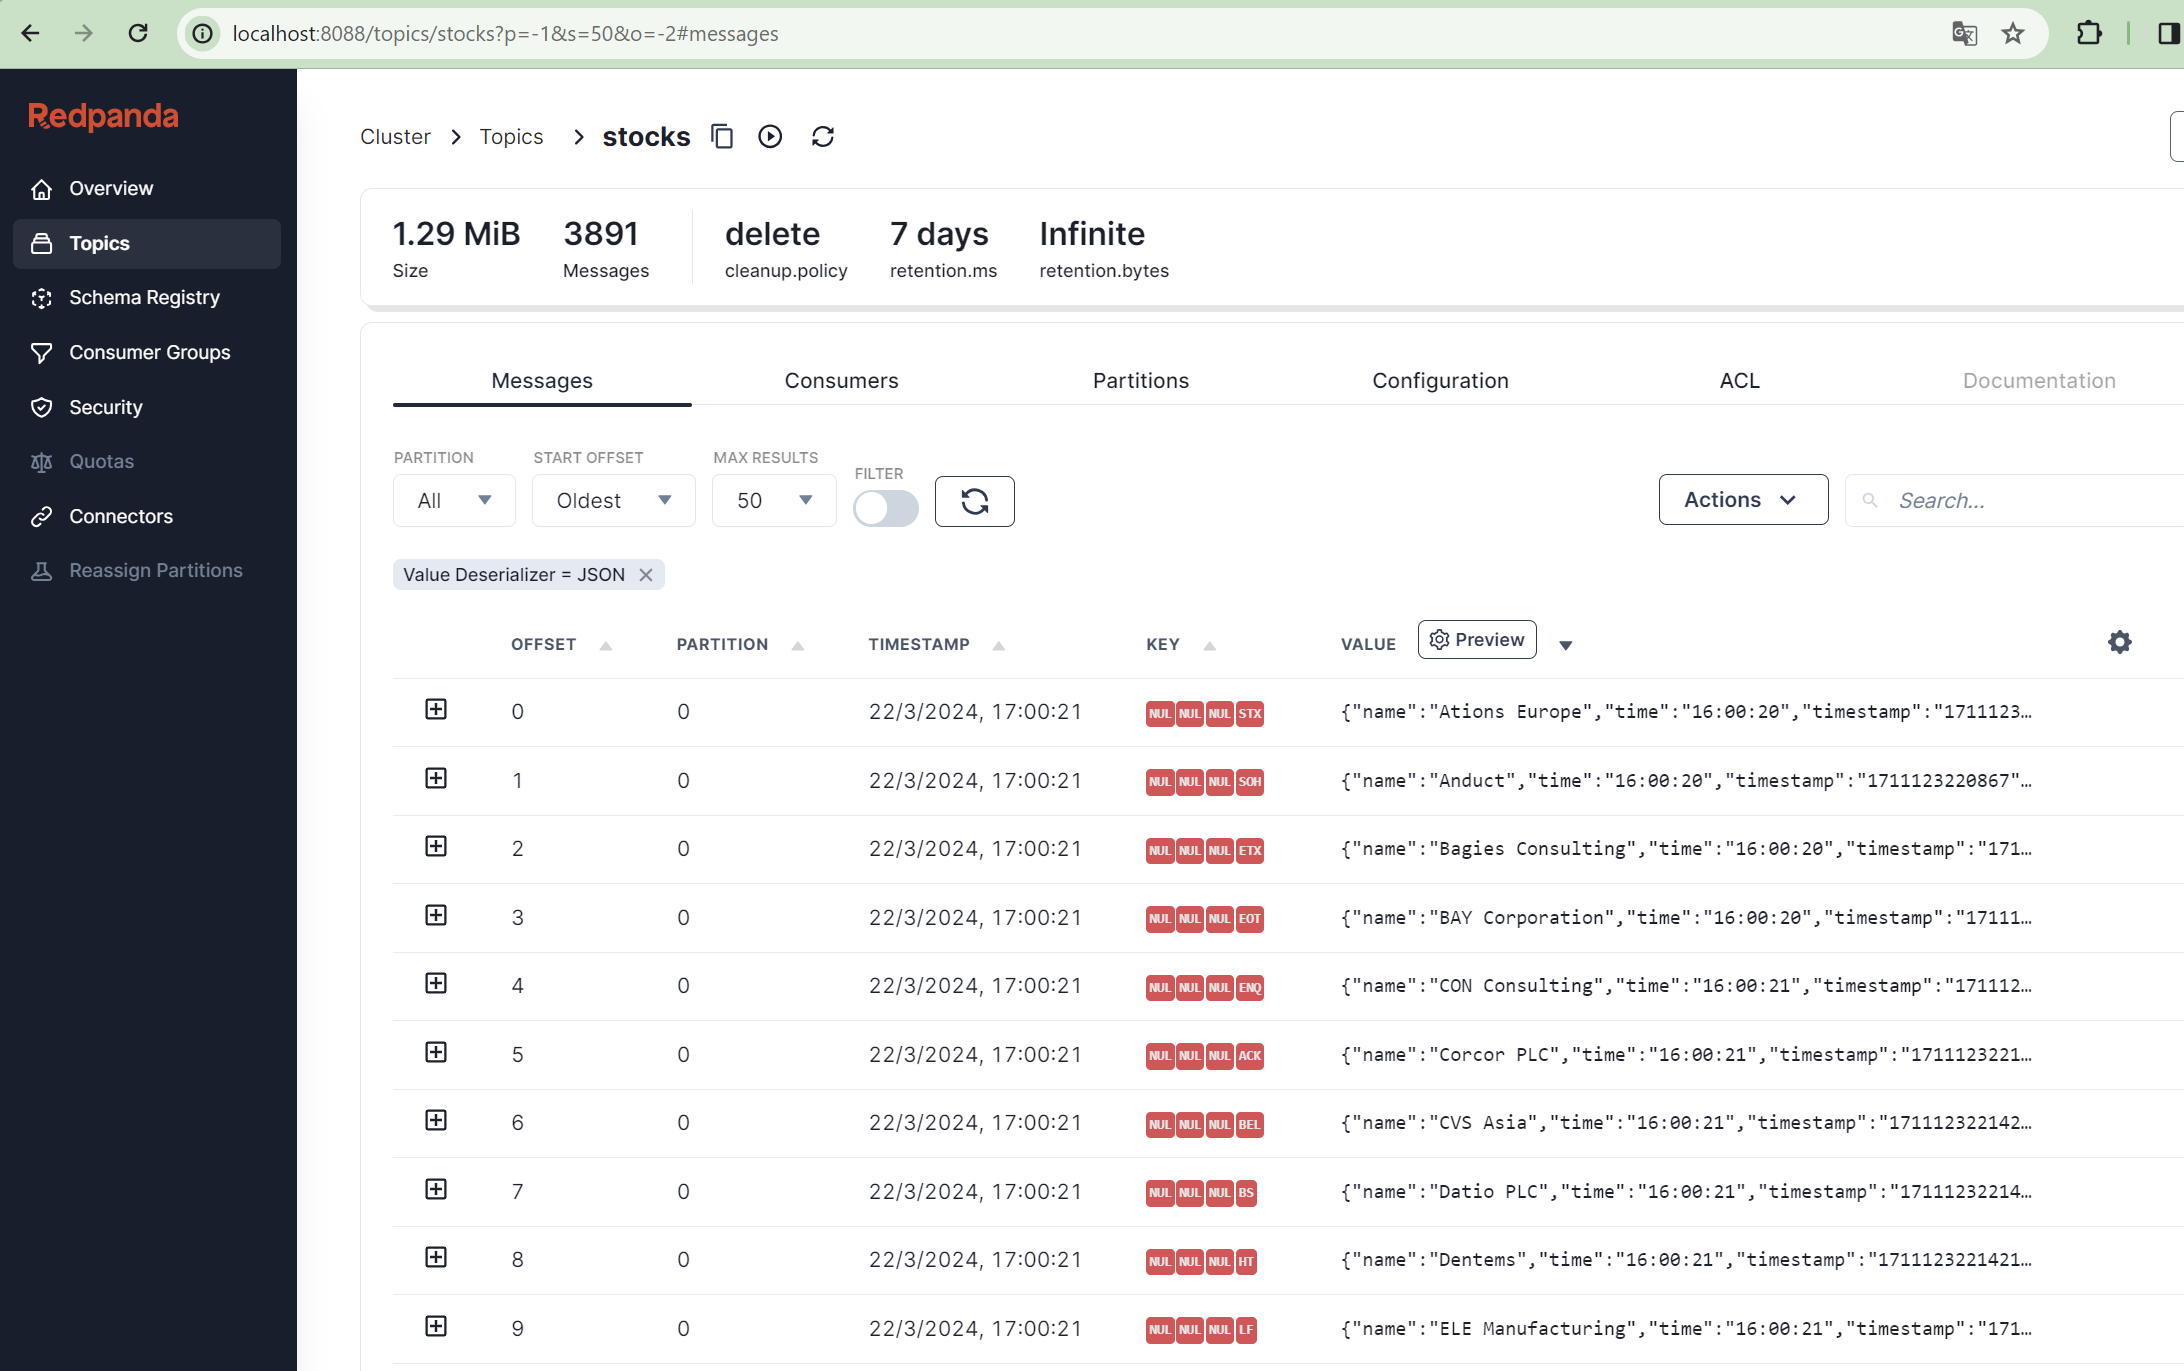 localhost:8088/topics/stocks?p=-1&s=50&o=-2#messages
Redpanda
Overview
Topics
Schema Registry
Consumer Groups
Security
Quotas
Connectors
Reassign Partitions
Cluster > Topics > stocks
1.29 MiB 3891 delete 7 days Infinite
Size Messages cleanup.policy retention.ms retention.bytes
Messages Consumers Partitions Configuration ACL Documentation
PARTITION START OFFSET MAX RESULTS FILTER
All Oldest 50 Actions Search...
Value Deserializer = JSON
OFFSET PARTITION TIMESTAMP KEY VALUE Preview
0 0 22/3/2024, 17:00:21 NUL NUL NUL STX {"name":"Ations Europe","time":"16:00:20","timestamp":"1711123…
1 0 22/3/2024, 17:00:21 NUL NUL NUL SOH {"name":"Anduct","time":"16:00:20","timestamp":"1711123220867"…
2 0 22/3/2024, 17:00:21 NUL NUL NUL ETX {"name":"Bagies Consulting","time":"16:00:20","timestamp":"171…
3 0 22/3/2024, 17:00:21 NUL NUL NUL EOT {"name":"BAY Corporation","time":"16:00:20","timestamp":"17111…
4 0 22/3/2024, 17:00:21 NUL NUL NUL ENQ {"name":"CON Consulting","time":"16:00:21","timestamp":"171112…
5 0 22/3/2024, 17:00:21 NUL NUL NUL ACK {"name":"Corcor PLC","time":"16:00:21","timestamp":"1711123221…
6 0 22/3/2024, 17:00:21 NUL NUL NUL BEL {"name":"CVS Asia","time":"16:00:21","timestamp":"171112322142…
7 0 22/3/2024, 17:00:21 NUL NUL NUL BS {"name":"Datio PLC","time":"16:00:21","timestamp":"17111232214…
8 0 22/3/2024, 17:00:21 NUL NUL NUL HT {"name":"Dentems","time":"16:00:21","timestamp":"1711123221421…
9 0 22/3/2024, 17:00:21 NUL NUL NUL LF {"name":"ELE Manufacturing","time":"16:00:21","timestamp":"171…